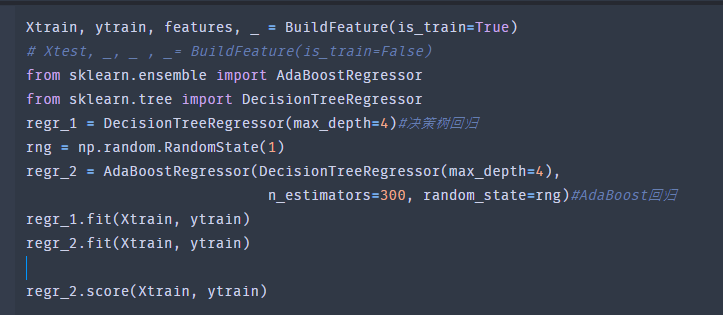 Xtrain, ytrain, features, _ = BuildFeature(is_train=True)
# Xtest, _, _ , _= BuildFeature(is_train=False)
from sklearn.ensemble import AdaBoostRegressor
from sklearn.tree import DecisionTreeRegressor
regr_1 = DecisionTreeRegressor(max_depth=4)#决策树回归
rng = np.random.RandomState(1)
regr_2 = AdaBoostRegressor(DecisionTreeRegressor(max_depth=4),
n_estimators=300, random_state=rng)#AdaBoost回归
regr_1.fit(Xtrain, ytrain)
regr_2.fit(Xtrain, ytrain)
regr_2.score(Xtrain, ytrain)